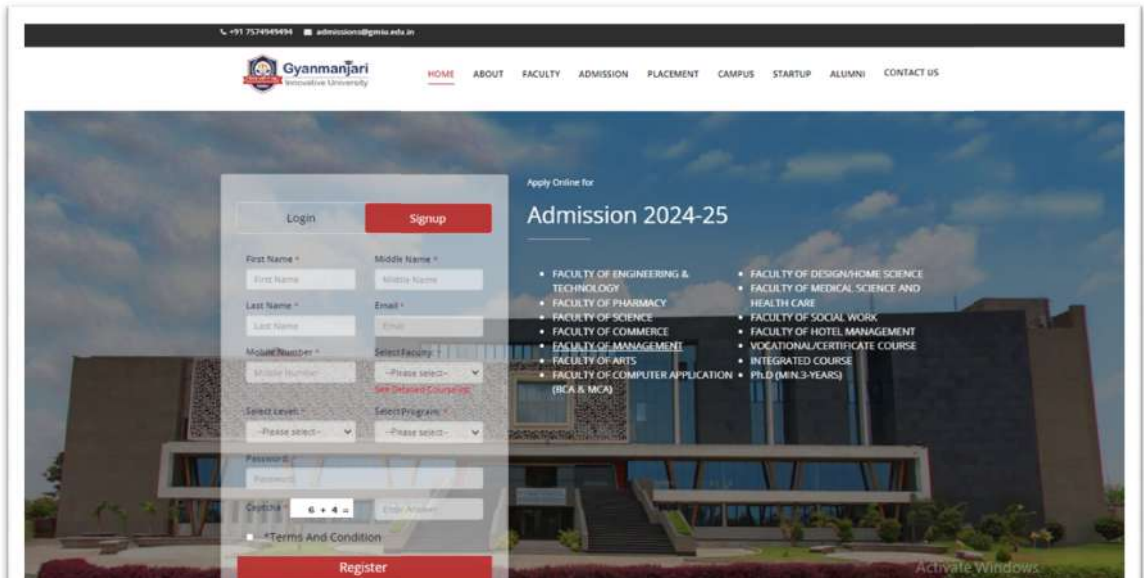 +91 7574949494 admissions@gmiu.edu.in
Gyanmanjari
Innovative University
HOME ABOUT FACULTY ADMISSION PLACEMENT CAMPUS STARTUP ALUMNI CONTACT US
Login Signup
First Name * Middle Name *
First Name Middle Name
Last Name * Email *
Last Name Email
Mobile Number * Select Faculty: *
Mobile Number --Please select--
See Detailed Course list
Select Level: * Select Program: *
--Please select-- --Please select--
Password: *
Password
Captcha * 6 + 4 = Enter Answer
*Terms And Condition
Register
Apply Online for
Admission 2024-25
• FACULTY OF ENGINEERING &
TECHNOLOGY
• FACULTY OF PHARMACY
• FACULTY OF SCIENCE
• FACULTY OF COMMERCE
• FACULTY OF MANAGEMENT
• FACULTY OF ARTS
• FACULTY OF COMPUTER APPLICATION
(BCA & MCA)
• FACULTY OF DESIGN/HOME SCIENCE
• FACULTY OF MEDICAL SCIENCE AND
HEALTH CARE
• FACULTY OF SOCIAL WORK
• FACULTY OF HOTEL MANAGEMENT
• VOCATIONAL/CERTIFICATE COURSE
• INTEGRATED COURSE
• Ph.D (MIN.3-YEARS)
Activate Windows